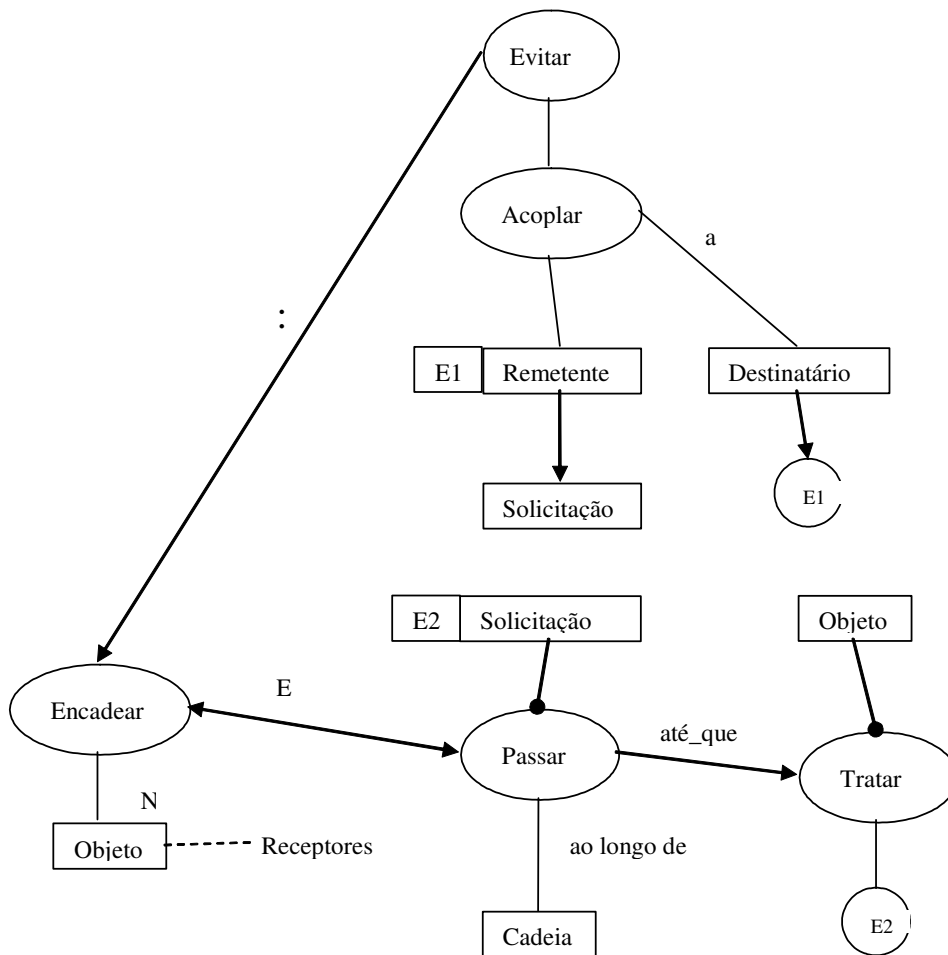 Evitar
Acoplar
a
:
E1 Remetente
Destinatário
E1
Solicitação
E2 Solicitação
Objeto
E
Encadear
até_que
Passar
Tratar
N
Objeto
Receptores
ao longo de
E2
Cadeia